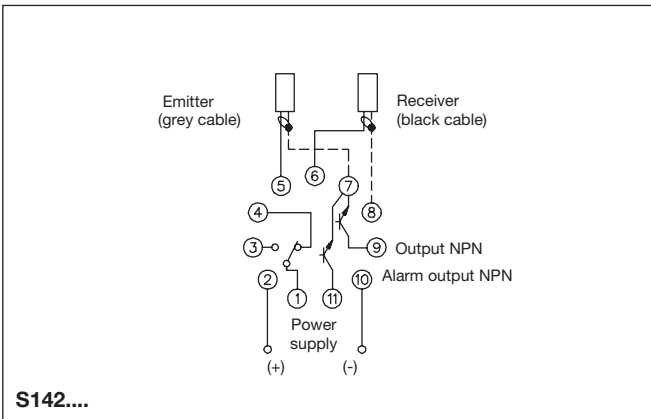 Emitter
(grey cable)
Receiver
(black cable)
5
6
7
8
4
3
9 Output NPN
2
1
11
10 Alarm output NPN
Power
supply
(+)
(-)
S142....